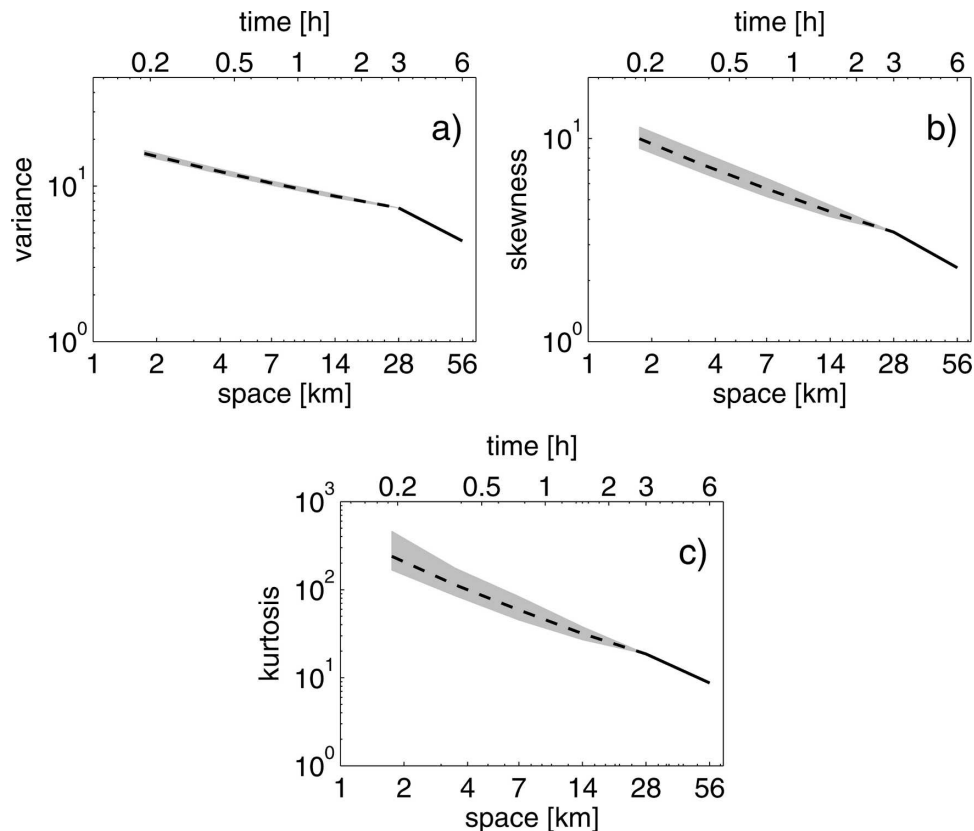 time [h]
0.2 0.5 1 2 3 6
a)
variance
10^1
10^0
1 2 4 7 14 28 56
space [km]
time [h]
0.2 0.5 1 2 3 6
b)
skewness
10^1
10^0
1 2 4 7 14 28 56
space [km]
time [h]
0.2 0.5 1 2 3 6
c)
kurtosis
10^3
10^2
10^1
10^0
1 2 4 7 14 28 56
space [km]